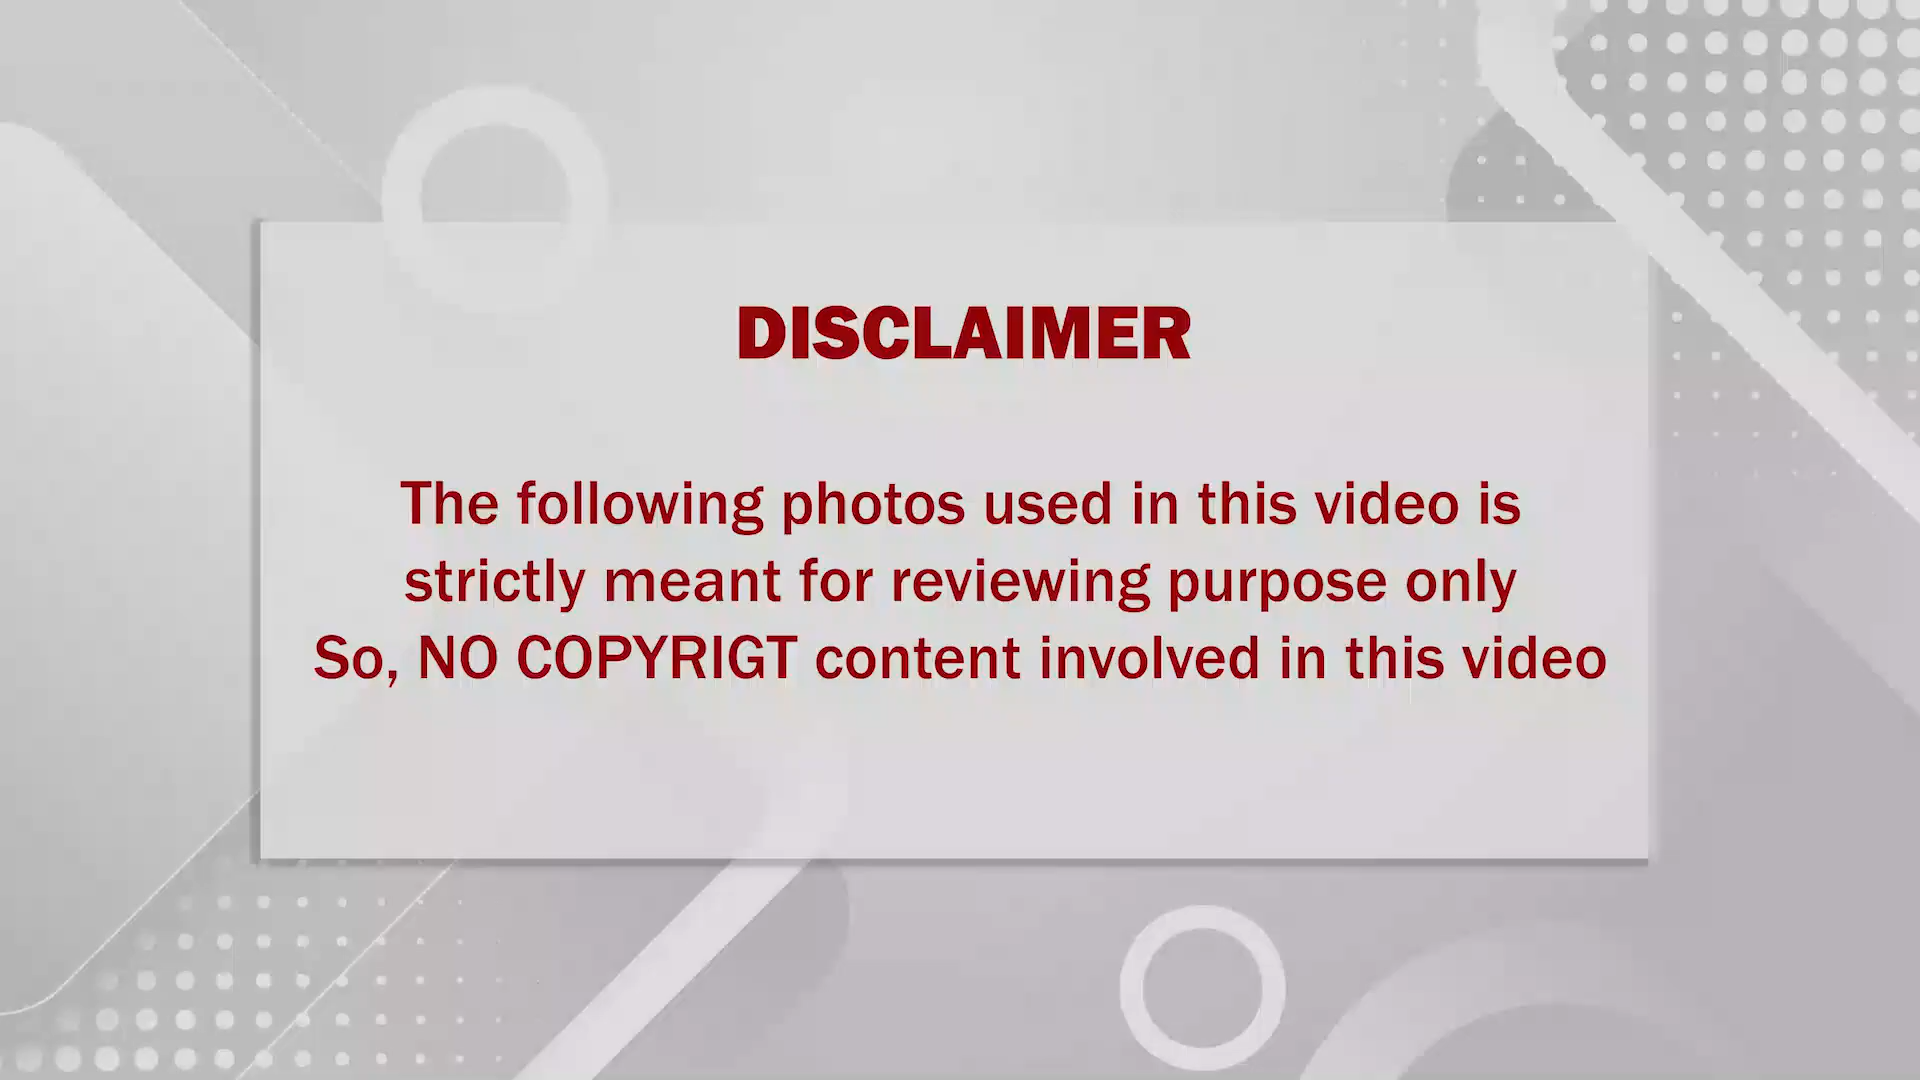 DISCLAIMER
The following photos used in this video is
strictly meant for reviewing purpose only
So, NO COPYRIGT content involved in this video